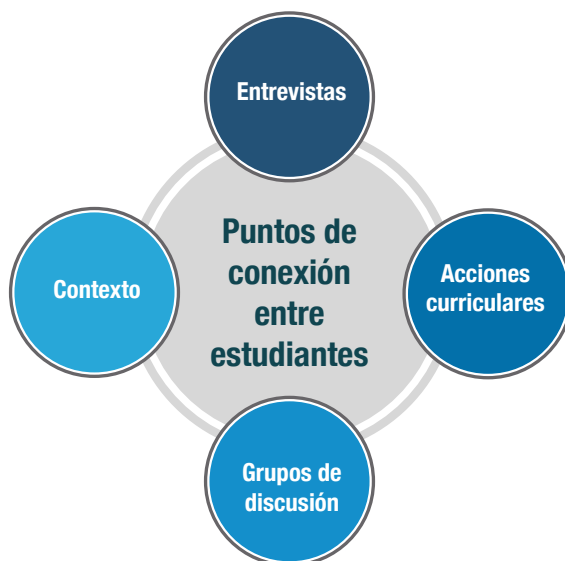 Entrevistas
Puntos de
conexión
entre
estudiantes
Contexto
Acciones
curriculares
Grupos de
discusión